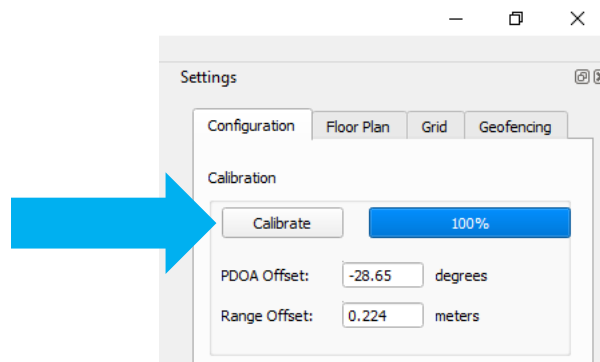 Settings
Configuration Floor Plan Grid Geofencing
Calibration
Calibrate 100%
PDOA Offset: -28.65 degrees
Range Offset: 0.224 meters